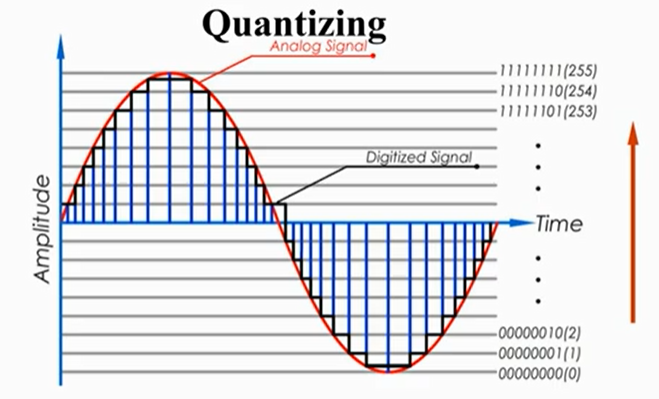 Quantizing
Analog Signal
11111111(255)
11111110(254)
11111101(253)
Digitized Signal
Amplitude
Time
00000010(2)
00000001(1)
00000000(0)